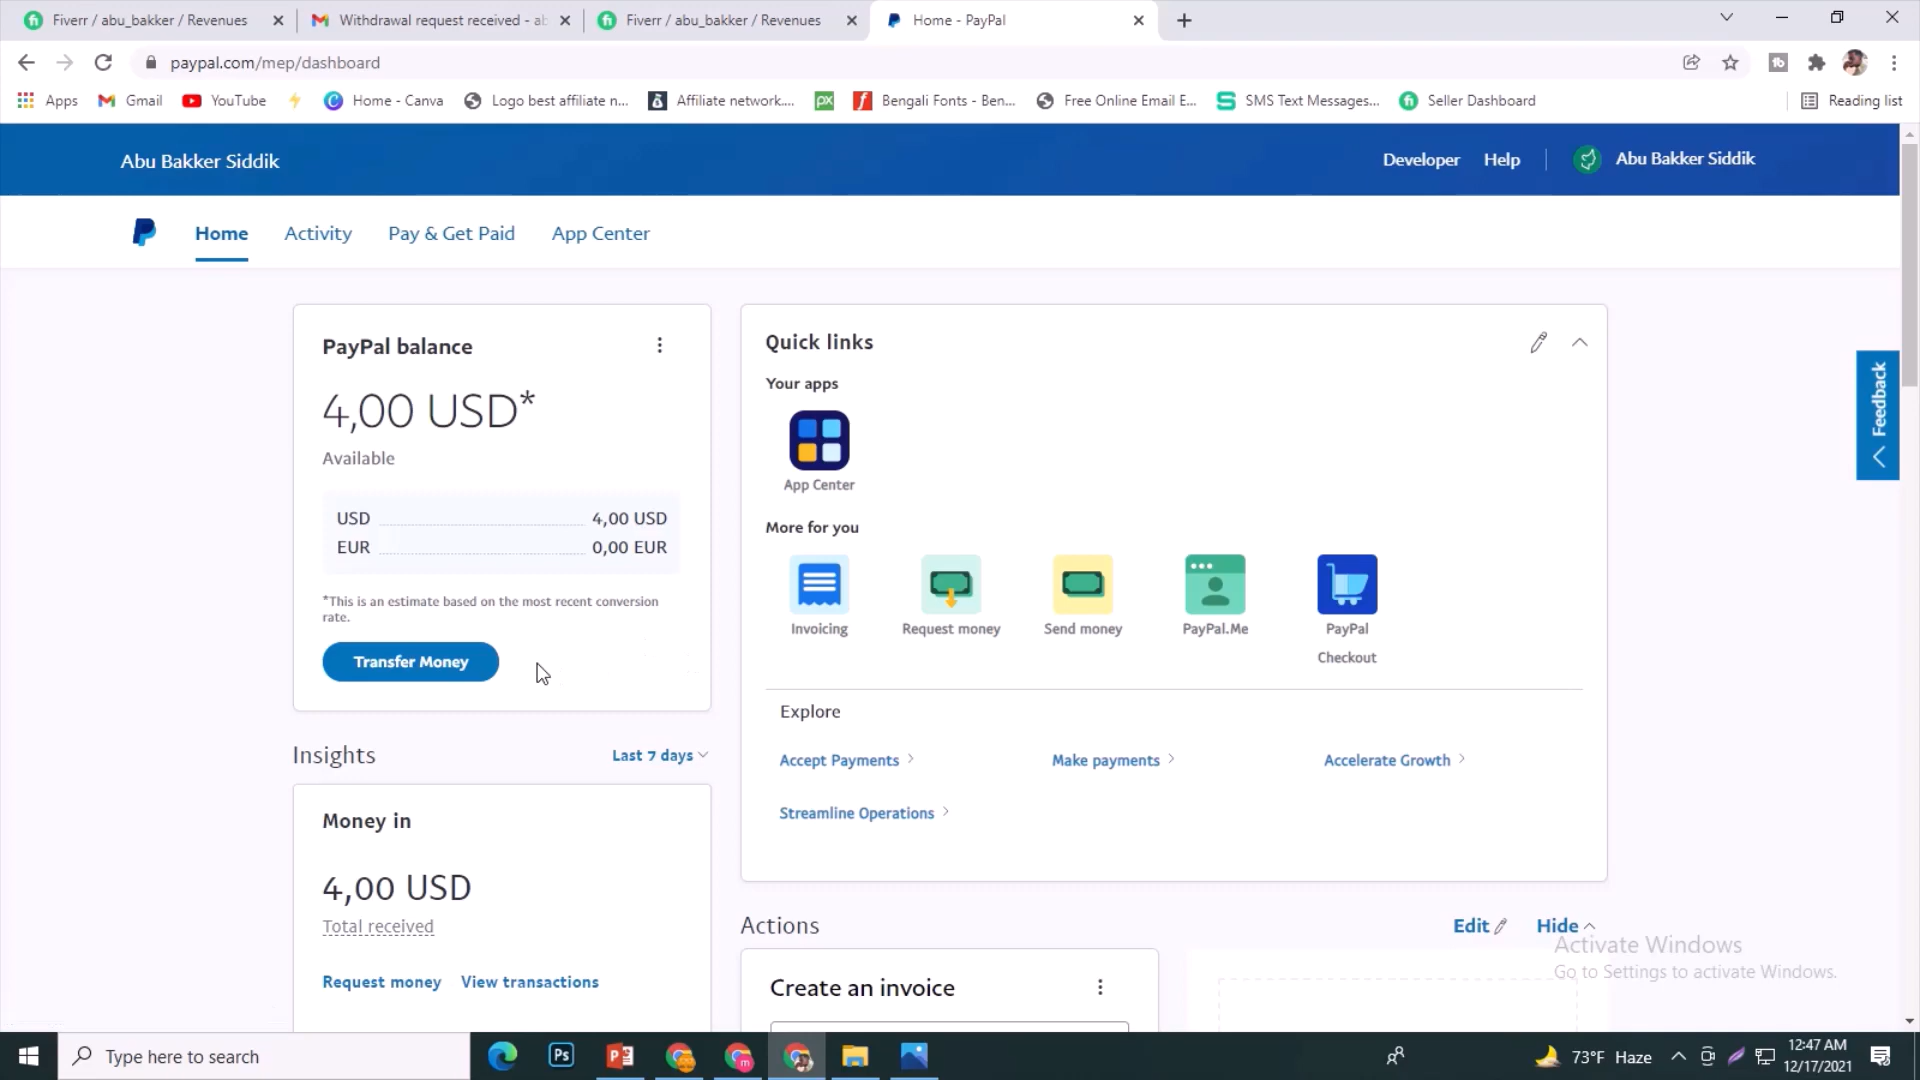 Fiverr / abu_bakker / Revenues
Withdrawal request received - ab
Fiverr / abu_bakker / Revenues
Home - PayPal
paypal.com/mep/dashboard
Apps
Gmail
YouTube
Home - Canva
Logo best affiliate n...
Affiliate network....
px
Bengali Fonts - Ben...
Free Online Email E...
SMS Text Messages...
Seller Dashboard
Reading list
Abu Bakker Siddik
Developer
Help
Abu Bakker Siddik
Home
Activity
Pay & Get Paid
App Center
PayPal balance
4,00 USD*
Available
USD 4,00 USD
EUR 0,00 EUR
*This is an estimate based on the most recent conversion
rate.
Transfer Money
Quick links
Your apps
App Center
More for you
Invoicing
Request money
Send money
PayPal.Me
PayPal
Checkout
Explore
Accept Payments
Make payments
Accelerate Growth
Streamline Operations
Feedback
Insights
Last 7 days
Money in
4,00 USD
Total received
Request money
View transactions
Actions
Edit
Hide
Create an invoice
Activate Windows
Go to Settings to activate Windows.
Type here to search
Ps
73°F Haze
12:47 AM
12/17/2021